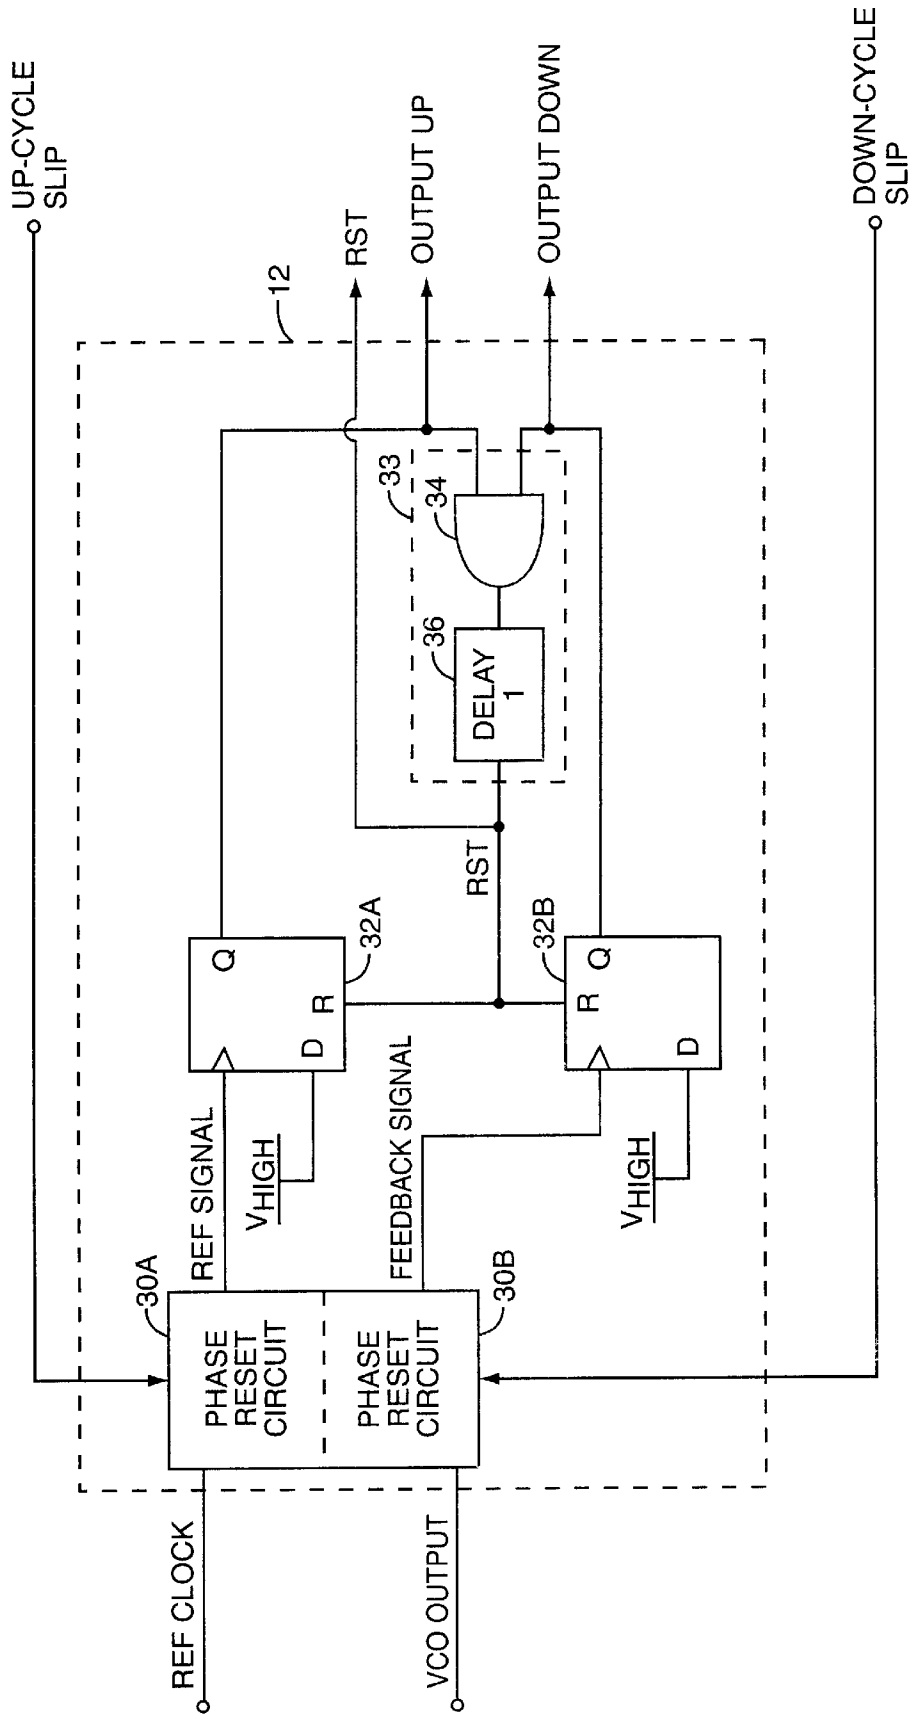 UP-CYCLE
SLIP
12
RST
OUTPUT UP
OUTPUT DOWN
33
34
36
DELAY
1
RST
Q
32A
R
D
VHIGH
REF SIGNAL
32B
Q
R
D
VHIGH
FEEDBACK SIGNAL
30A
PHASE
RESET
CIRCUIT
PHASE
RESET
CIRCUIT
30B
REF CLOCK
VCO OUTPUT
DOWN-CYCLE
SLIP